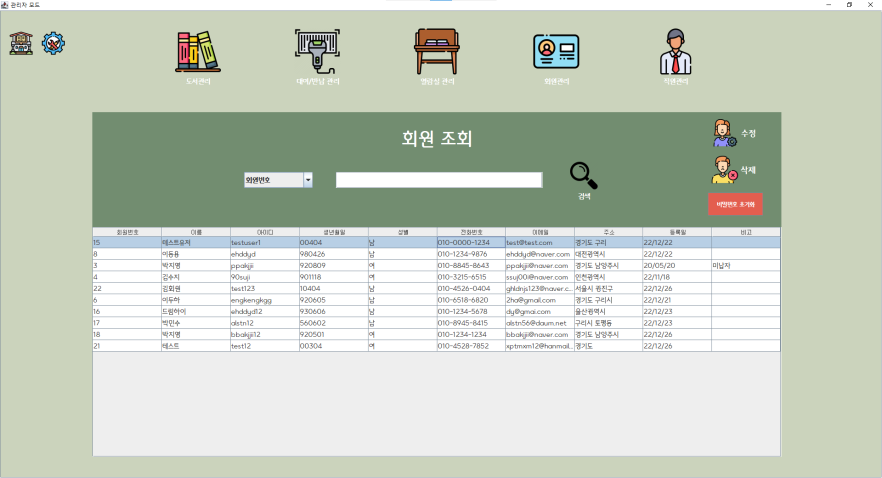 관리자 모드
도서관리 대여/반납 관리 열람실 관리 회원관리 직원관리
회원 조회
수정
삭제
회원번호
검색
비밀번호 초기화
회원번호 이름 아이디 생년월일 성별 전화번호 이메일 주소 등록일 비고
15 테스트유저 testuser1 00404 남 010-0000-1234 test@test.com 경기도 구리 22/12/22
8 이동용 ehddyd 980426 남 010-1234-9876 ehddyd@naver.com 대전광역시 22/12/22
3 박지명 ppakjji 920809 여 010-8845-8643 ppakjji@naver.com 경기도 남양주시 20/05/20 미납자
4 김수지 90suji 901118 여 010-3215-6515 ssuj00i@naver.com 인천광역시 22/11/18
22 김회원 test123 10404 남 010-4526-0404 ghldnjs123@naver.c... 서울시 광진구 22/12/26
6 이두하 engkengkgg 920605 남 010-6518-6820 2ha@gmail.com 경기도 구리시 22/12/21
16 드림하이 ehddyd12 930606 남 010-1234-5678 dy@gmai.com 울산광역시 22/12/23
17 박민수 alstn12 560602 남 010-8945-8415 alstn56@daum.net 구리시 토평동 22/12/23
18 박지명 bbakjji12 920501 여 010-1234-1234 bbakjji@naver.com 경기도 남양주시 22/12/26
21 테스트 test12 00304 남 010-4528-7852 xptmxm12@hanmail... 경기도 22/12/26